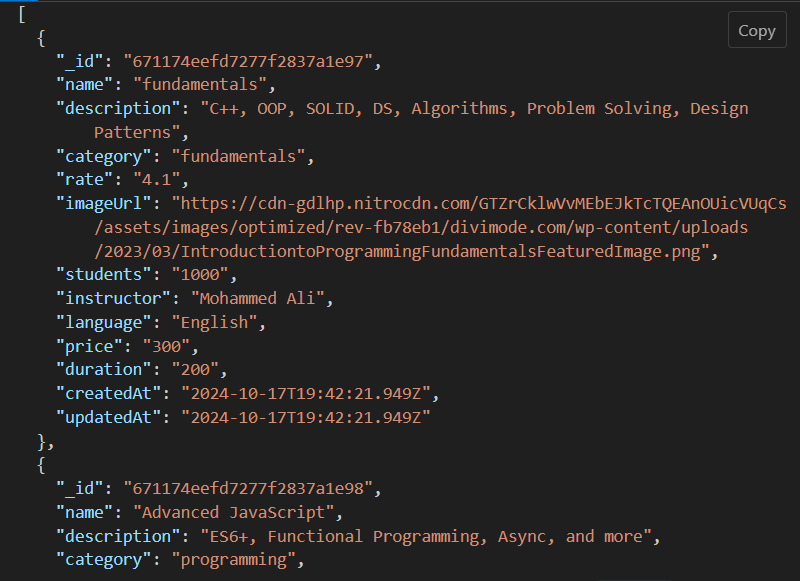 [
{
"_id": "671174eefd7277f2837a1e97",
"name": "fundamentals",
"description": "C++, OOP, SOLID, DS, Algorithms, Problem Solving, Design
Patterns",
"category": "fundamentals",
"rate": "4.1",
"imageUrl": "https://cdn-gdlhp.nitrocdn.com/GTZrCklwVvMEbEJkTcTQEAnOUicVUqCs
/assets/images/optimized/rev-fb78eb1/divimode.com/wp-content/uploads
/2023/03/IntroductiontoProgrammingFundamentalsFeaturedImage.png",
"students": "1000",
"instructor": "Mohammed Ali",
"language": "English",
"price": "300",
"duration": "200",
"createdAt": "2024-10-17T19:42:21.949Z",
"updatedAt": "2024-10-17T19:42:21.949Z"
},
{
"_id": "671174eefd7277f2837a1e98",
"name": "Advanced JavaScript",
"description": "ES6+, Functional Programming, Async, and more",
"category": "programming",
Copy